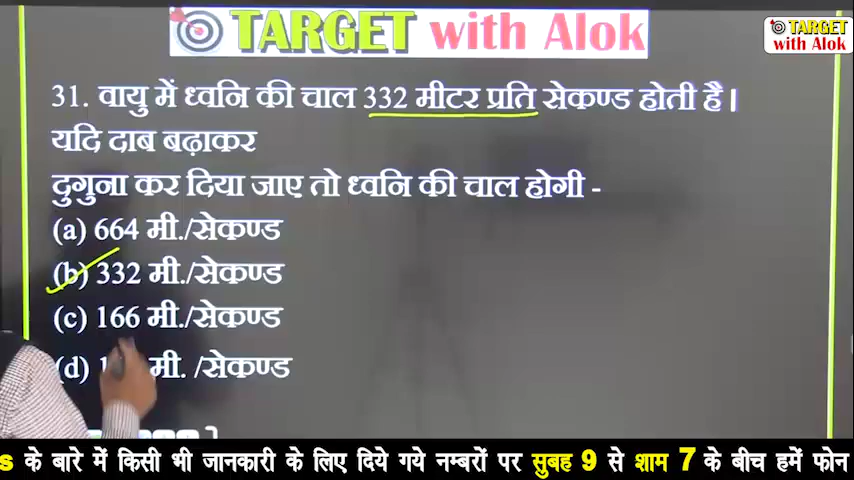 TARGET with Alok
TARGET
with Alok
31. वायु में ध्वनि की चाल 332 मीटर प्रति सेकण्ड होती है।
यदि दाब बढ़ाकर
दुगुना कर दिया जाए तो ध्वनि की चाल होगी -
(a) 664 मी./सेकण्ड
(b) 332 मी./सेकण्ड
(c) 166 मी./सेकण्ड
(d) मी. /सेकण्ड
s के बारे में किसी भी जानकारी के लिए दिये गये नम्बरों पर सुबह 9 से शाम 7 के बीच हमें फोन